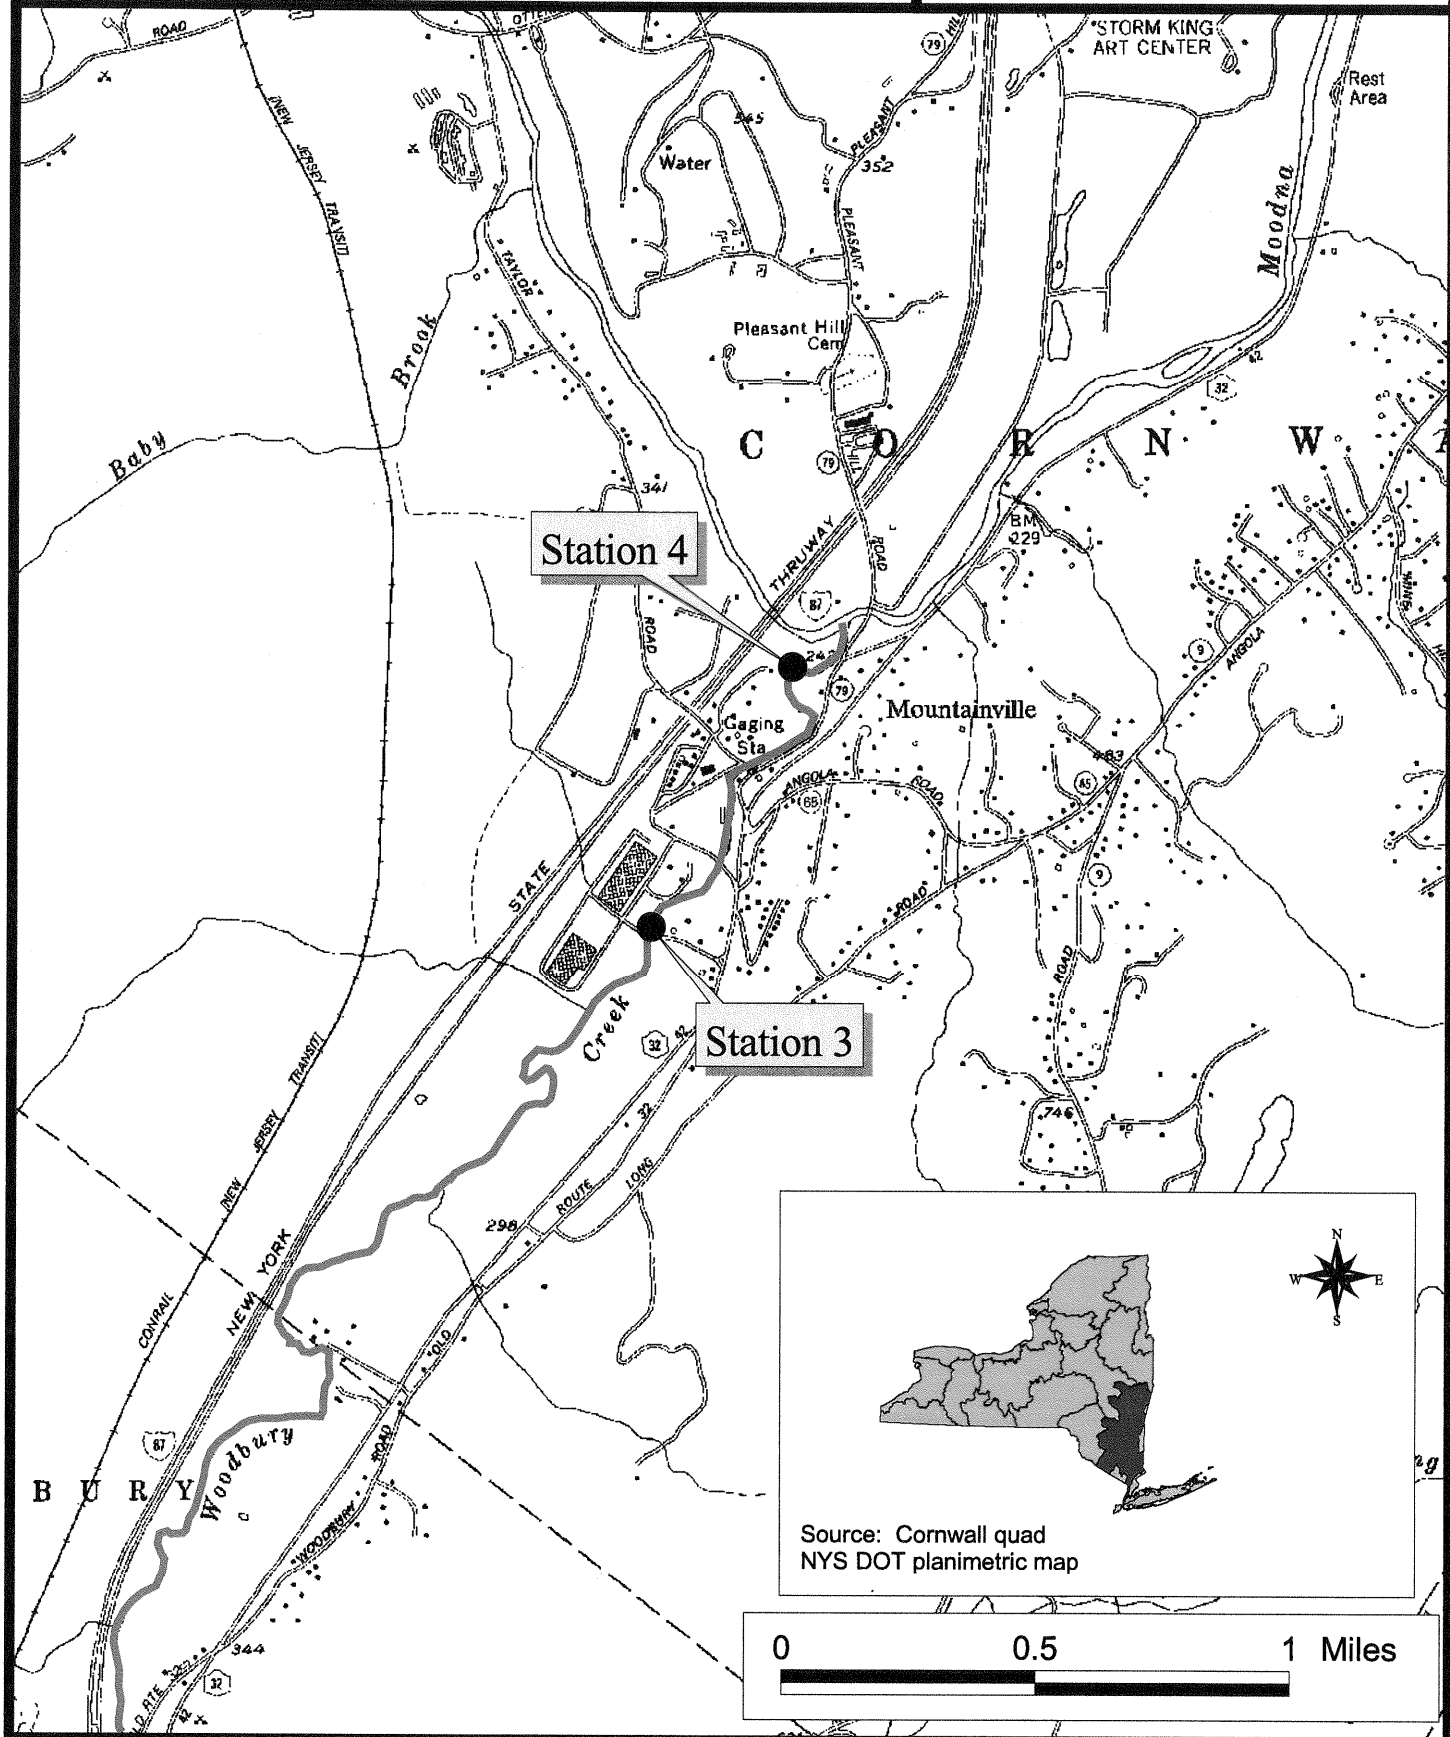 ROAD
79
STORM KING
ART CENTER
Rest
Area
(NEW
JERSEY
TRANSIT)
545
Water
PLEASANT
352
PLEASANT
Moodna
TAYLOR
Brook
Pleasant Hill
Cem
42
32
Baby
C O R N W
79
HILL
341
BM
229
Station 4
THRUWAY
ROAD
87
ROAD
9
ANGOLA
79
Mountainville
Gaging
Sta
463
ANGOLA
ROAD
65
STATE
9
ROAD
ROAD
Creek
Station 3
32
42
TRANSIT)
JERSEY
(NEW
32
746
LONG
ROUTE
298
YORK
NEW
CONRAIL
OLD
N
W E
S
87
Woodbury
ROAD
B U R Y
WOODBURY
Source: Cornwall quad
NYS DOT planimetric map
344
32
32
42
0 0.5 1 Miles